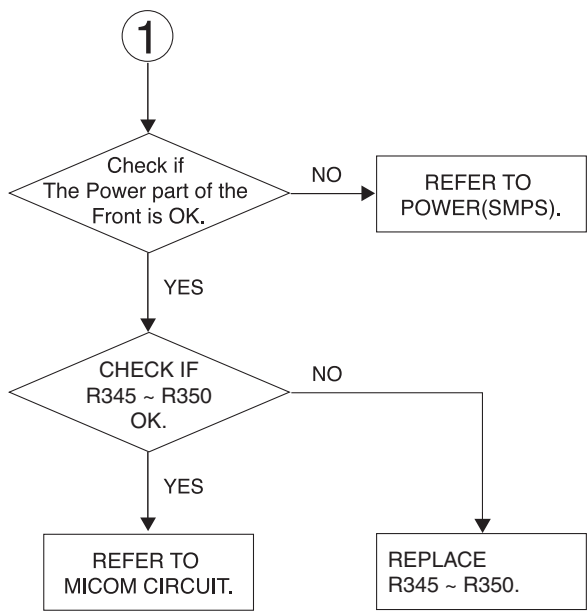 1
Check if
The Power part of the
Front is OK.
NO
REFER TO
POWER(SMPS).
YES
CHECK IF
R345 ~ R350
OK.
NO
YES
REFER TO
MICOM CIRCUIT.
REPLACE
R345 ~ R350.